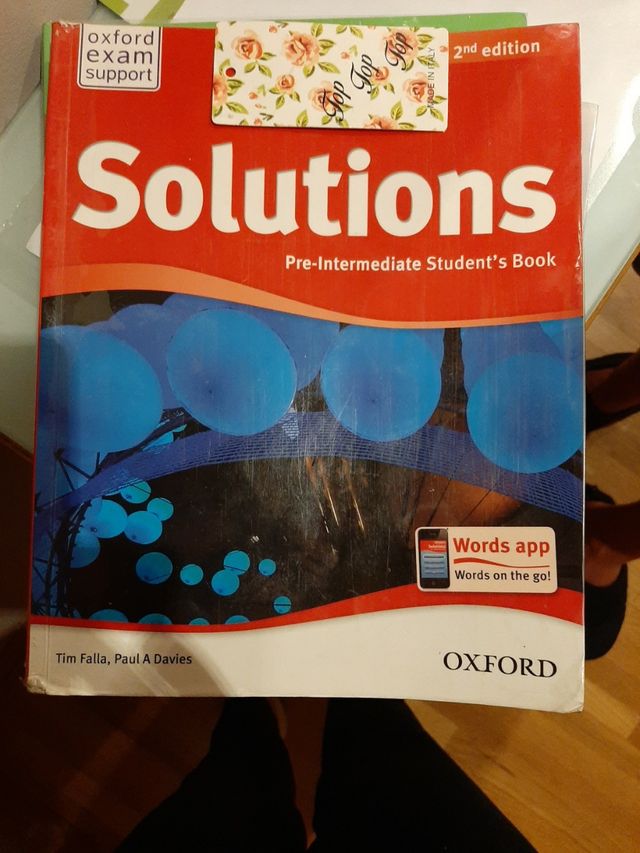 oxford
exam
support
Top Top Top
MADE IN ITALY
2nd edition
Solutions
Pre-Intermediate Student's Book
Words app
Words on the go!
Tim Falla, Paul A Davies
OXFORD